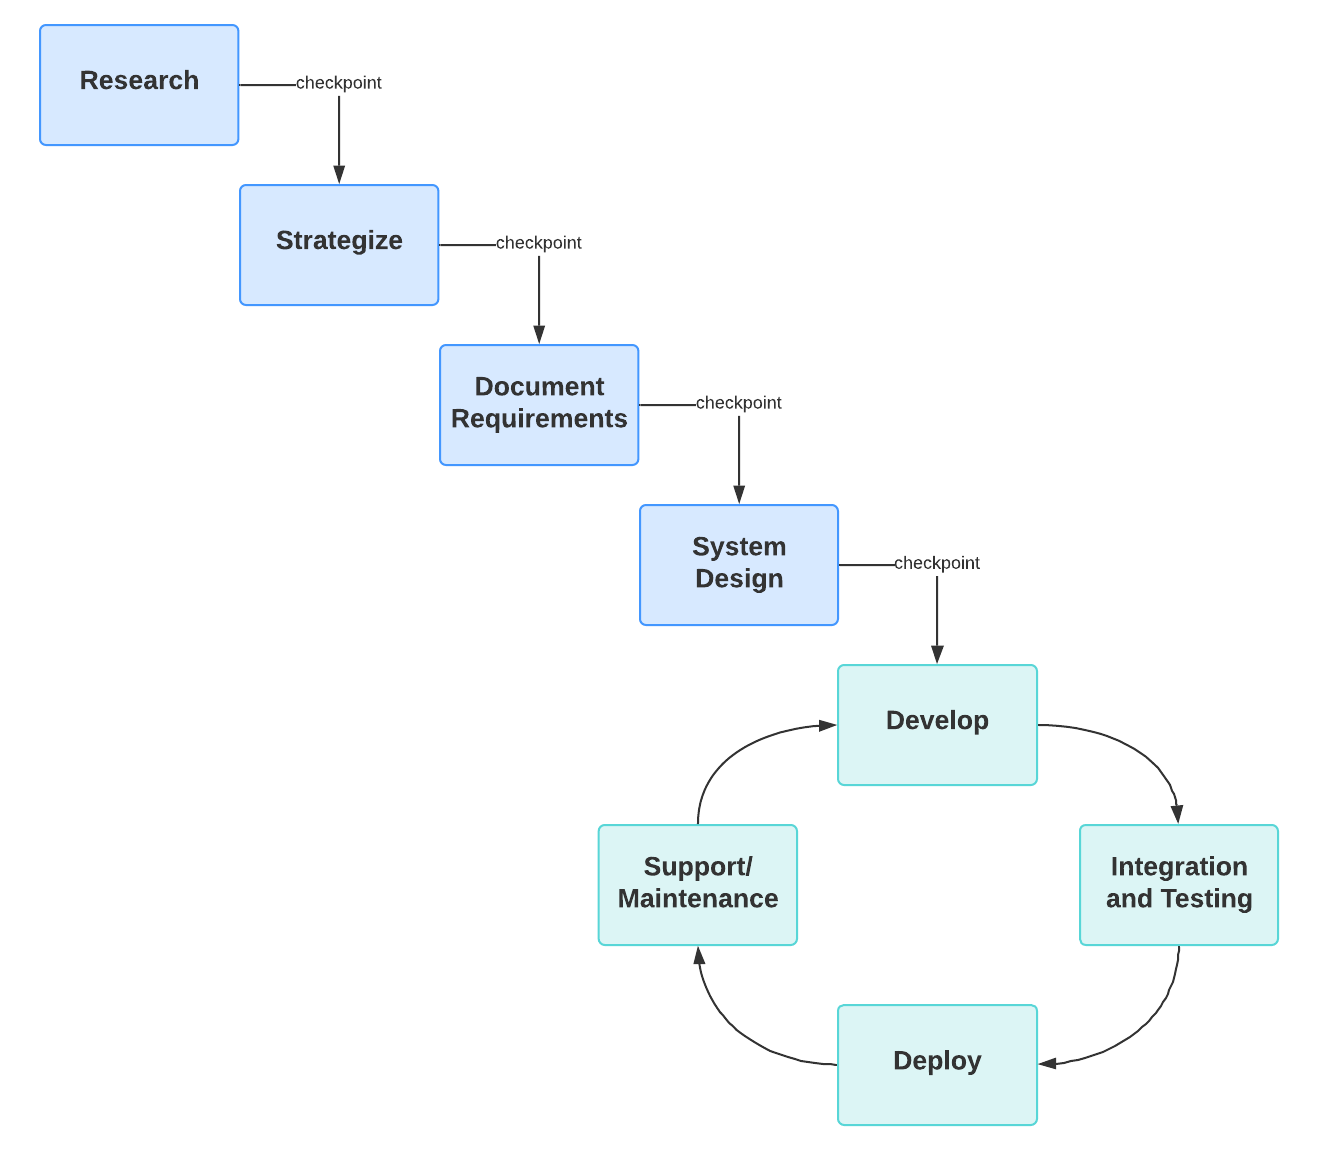 Research
checkpoint
Strategize
checkpoint
Document
Requirements
checkpoint
System
Design
checkpoint
Develop
Support/
Maintenance
Integration
and Testing
Deploy